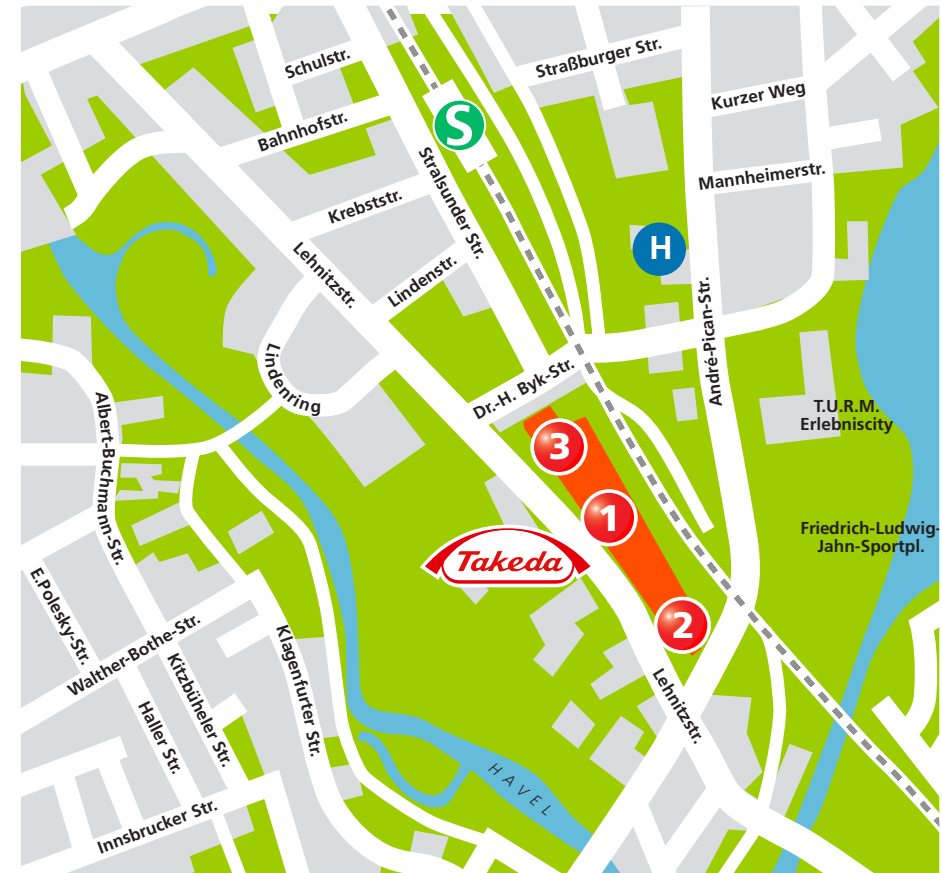 Schulstr.
Straßburger Str.
Kurzer Weg
S
Bahnhofstr.
Mannheimerstr.
Stralsunder Str.
Krebststr.
H
Lehnitzstr.
Lindenstr.
André-Pican-Str.
Lindenring
Dr.-H. Byk-Str.
Albert-Buchmann-Str.
T.U.R.M.
Erlebniscity
3
1
Friedrich-Ludwig-
Jahn-Sportpl.
Takeda
E.Polesky-Str.
2
Walther-Bothe-Str.
Klagenfurter Str.
Kitzbüheler Str.
Lehnitzstr.
Haller Str.
HAVEL
Innsbrucker Str.